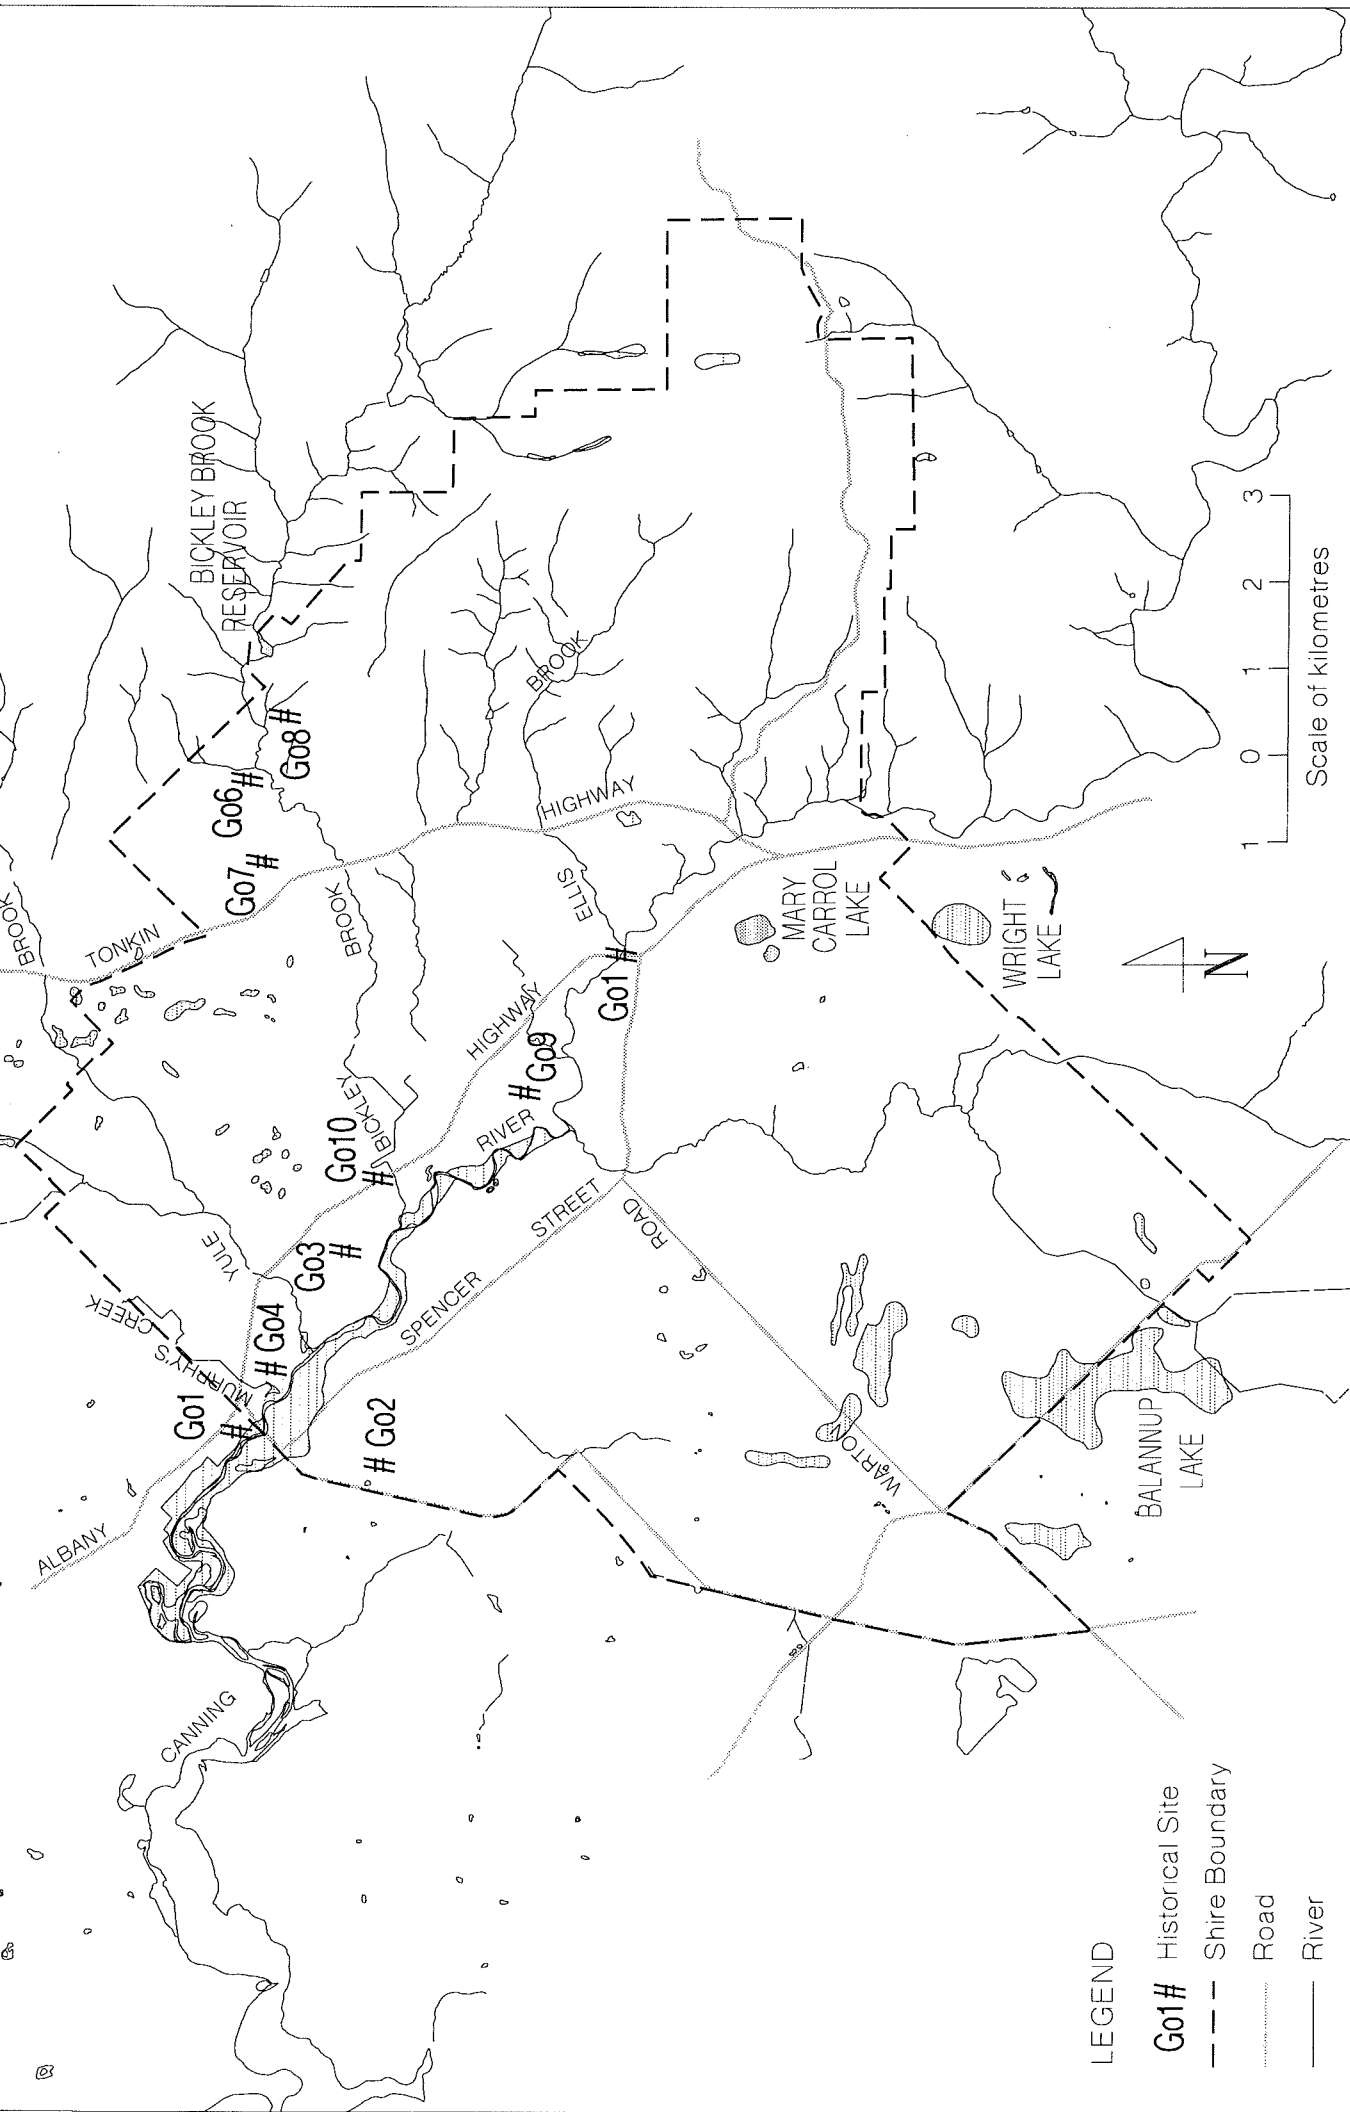 BICKLEY BROOK
RESERVOIR
BROOK
TONKIN
Go7#
Go6#
Go8#
BROOK
BROOK
HIGHWAY
ELLIS
MURPHY'S
CREEK
YULE
Go10
#
BICKLEY
HIGHWAY
Go9
#
RIVER
Go1
#
Go3
#
# Go4
Go1
#
# Go2
SPENCER
STREET
ROAD
WARTON
ALBANY
CANNING
MARY
CARROL
LAKE
WRIGHT
LAKE
N
BALANNUP
LAKE
1 0 1 2 3
Scale of kilometres
LEGEND
Go1# Historical Site
Shire Boundary
Road
River